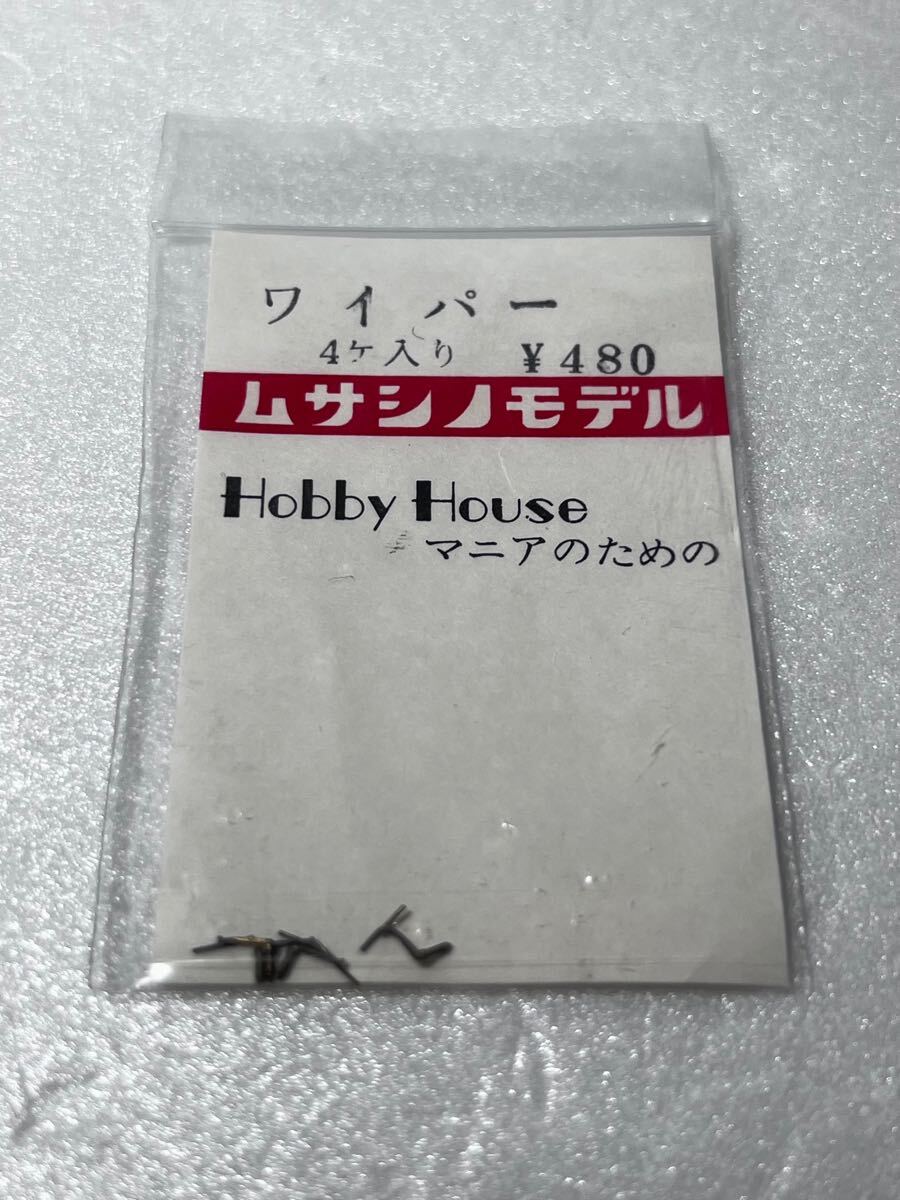 ワイパー
4ケ入り ¥480
ムサシノモデル
Hobby House
マニアのための